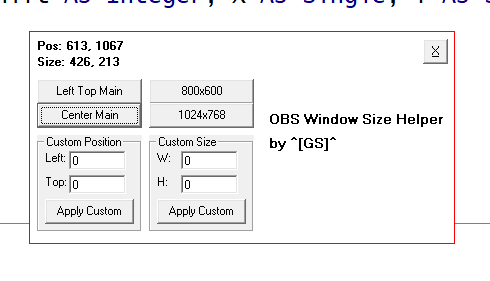 As Integer, X As Single, Y As
Pos: 613, 1067
Size: 426, 213
X
Left Top Main
800x600
Center Main
1024x768
OBS Window Size Helper
by ^[GS]^
Custom Position
Custom Size
Left: 0
W: 0
Top: 0
H: 0
Apply Custom
Apply Custom